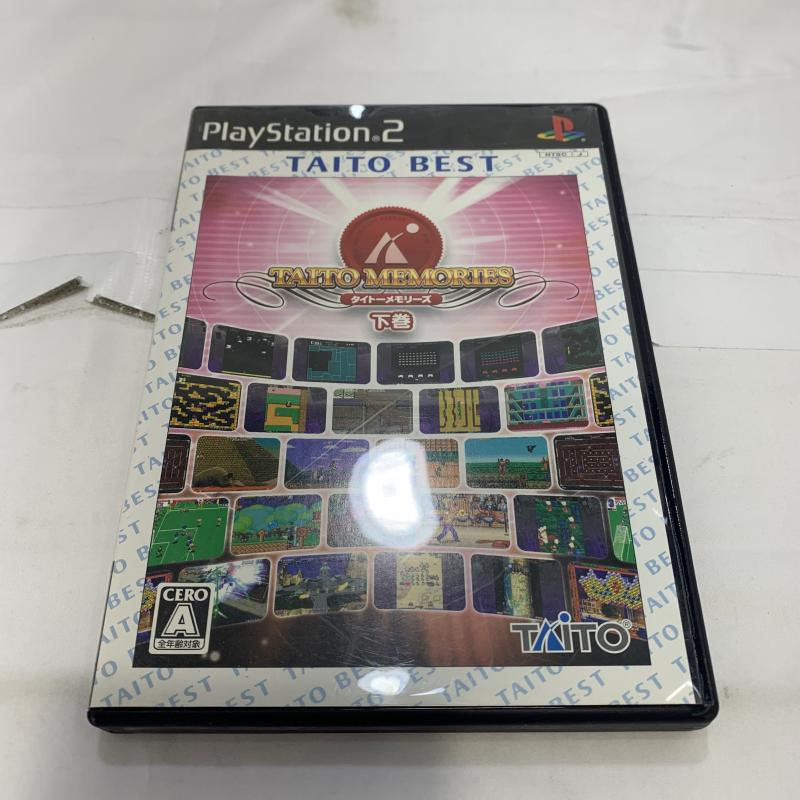 PlayStation.2
NTSC J
TAITO BEST
TAITO MEMORIES
タイトーメモリーズ
下巻
CERO
A
全年齢対象
TAITO®